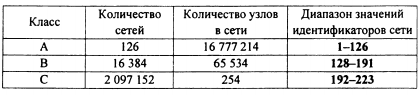 Класс Количество сетей Количество узлов в сети Диапазон значений идентификаторов сети
A 126 16 777 214 1–126
B 16 384 65 534 128–191
C 2 097 152 254 192–223